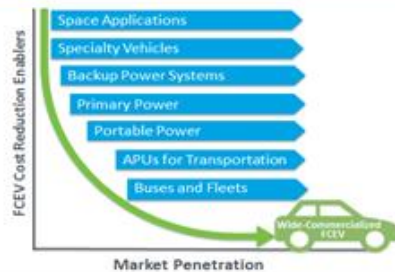 FCEV Cost Reduction Enablers
Space Applications
Specialty Vehicles
Backup Power Systems
Primary Power
Portable Power
APUs for Transportation
Buses and Fleets
Wide-Commercialized
FCEV
Market Penetration